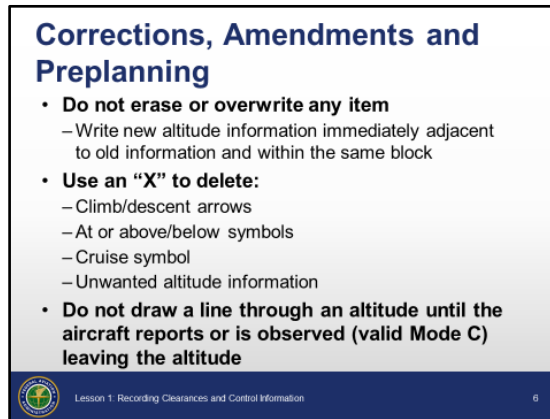 Corrections, Amendments and
Preplanning
• Do not erase or overwrite any item
– Write new altitude information immediately adjacent
to old information and within the same block
• Use an “X” to delete:
– Climb/descent arrows
– At or above/below symbols
– Cruise symbol
– Unwanted altitude information
• Do not draw a line through an altitude until the
aircraft reports or is observed (valid Mode C)
leaving the altitude
Lesson 1: Recording Clearances and Control Information
6